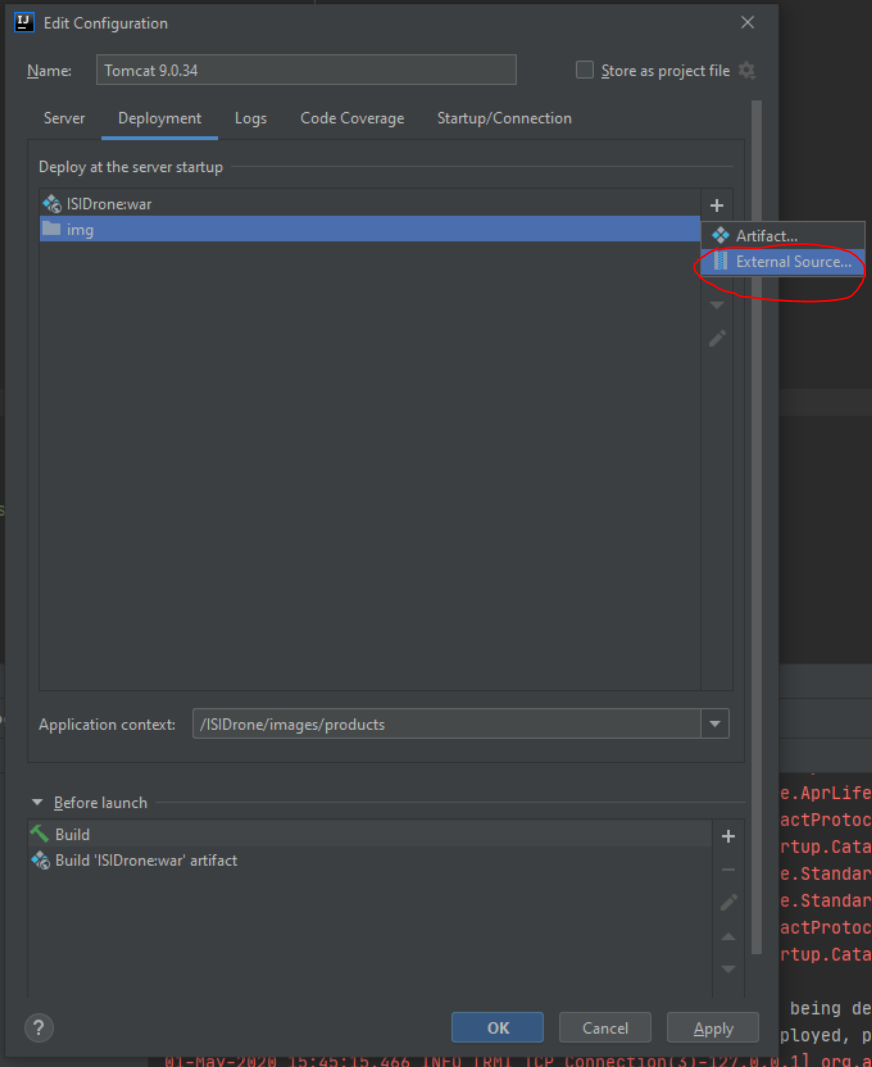 IJ Edit Configuration
Name: Tomcat 9.0.34 Store as project file
Server Deployment Logs Code Coverage Startup/Connection
Deploy at the server startup
ISIDrone:war
img
Artifact...
External Source...
Application context: /ISIDrone/images/products
Before launch
Build
Build 'ISIDrone:war' artifact
e.AprLife
actProtoc
rtup.Cata
e.Standar
e.Standar
actProtoc
rtup.Cata
being de
? OK Cancel Apply
ployed, p
01-May-2020 15:45:15.466 INFO [RMI TCP Connection(3)-127.0.0.1] org.a